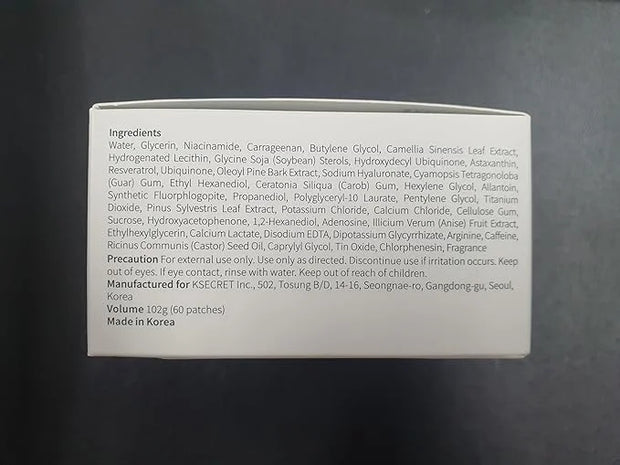 Ingredients
Water, Glycerin, Niacinamide, Carrageenan, Butylene Glycol, Camellia Sinensis Leaf Extract,
Hydrogenated Lecithin, Glycine Soja (Soybean) Sterols, Hydroxydecyl Ubiquinone, Astaxanthin,
Resveratrol, Ubiquinone, Oleoyl Pine Bark Extract, Sodium Hyaluronate, Cyamopsis Tetragonoloba
(Guar) Gum, Ethyl Hexanediol, Ceratonia Siliqua (Carob) Gum, Hexylene Glycol, Allantoin,
Synthetic Fluorphlogopite, Propanediol, Polyglyceryl-10 Laurate, Pentylene Glycol, Titanium
Dioxide, Pinus Sylvestris Leaf Extract, Potassium Chloride, Calcium Chloride, Cellulose Gum,
Sucrose, Hydroxyacetophenone, 1,2-Hexanediol, Adenosine, Illicium Verum (Anise) Fruit Extract,
Ethylhexylglycerin, Calcium Lactate, Disodium EDTA, Dipotassium Glycyrrhizate, Arginine, Caffeine,
Ricinus Communis (Castor) Seed Oil, Caprylyl Glycol, Tin Oxide, Chlorphenesin, Fragrance
Precaution For external use only. Use only as directed. Discontinue use if irritation occurs. Keep
out of eyes. If eye contact, rinse with water. Keep out of reach of children.
Manufactured for KSECRET Inc., 502, Tosung B/D, 14-16, Seongnae-ro, Gangdong-gu, Seoul,
Korea
Volume 102g (60 patches)
Made in Korea